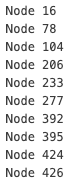 Node 16
Node 78
Node 104
Node 206
Node 233
Node 277
Node 392
Node 395
Node 424
Node 426